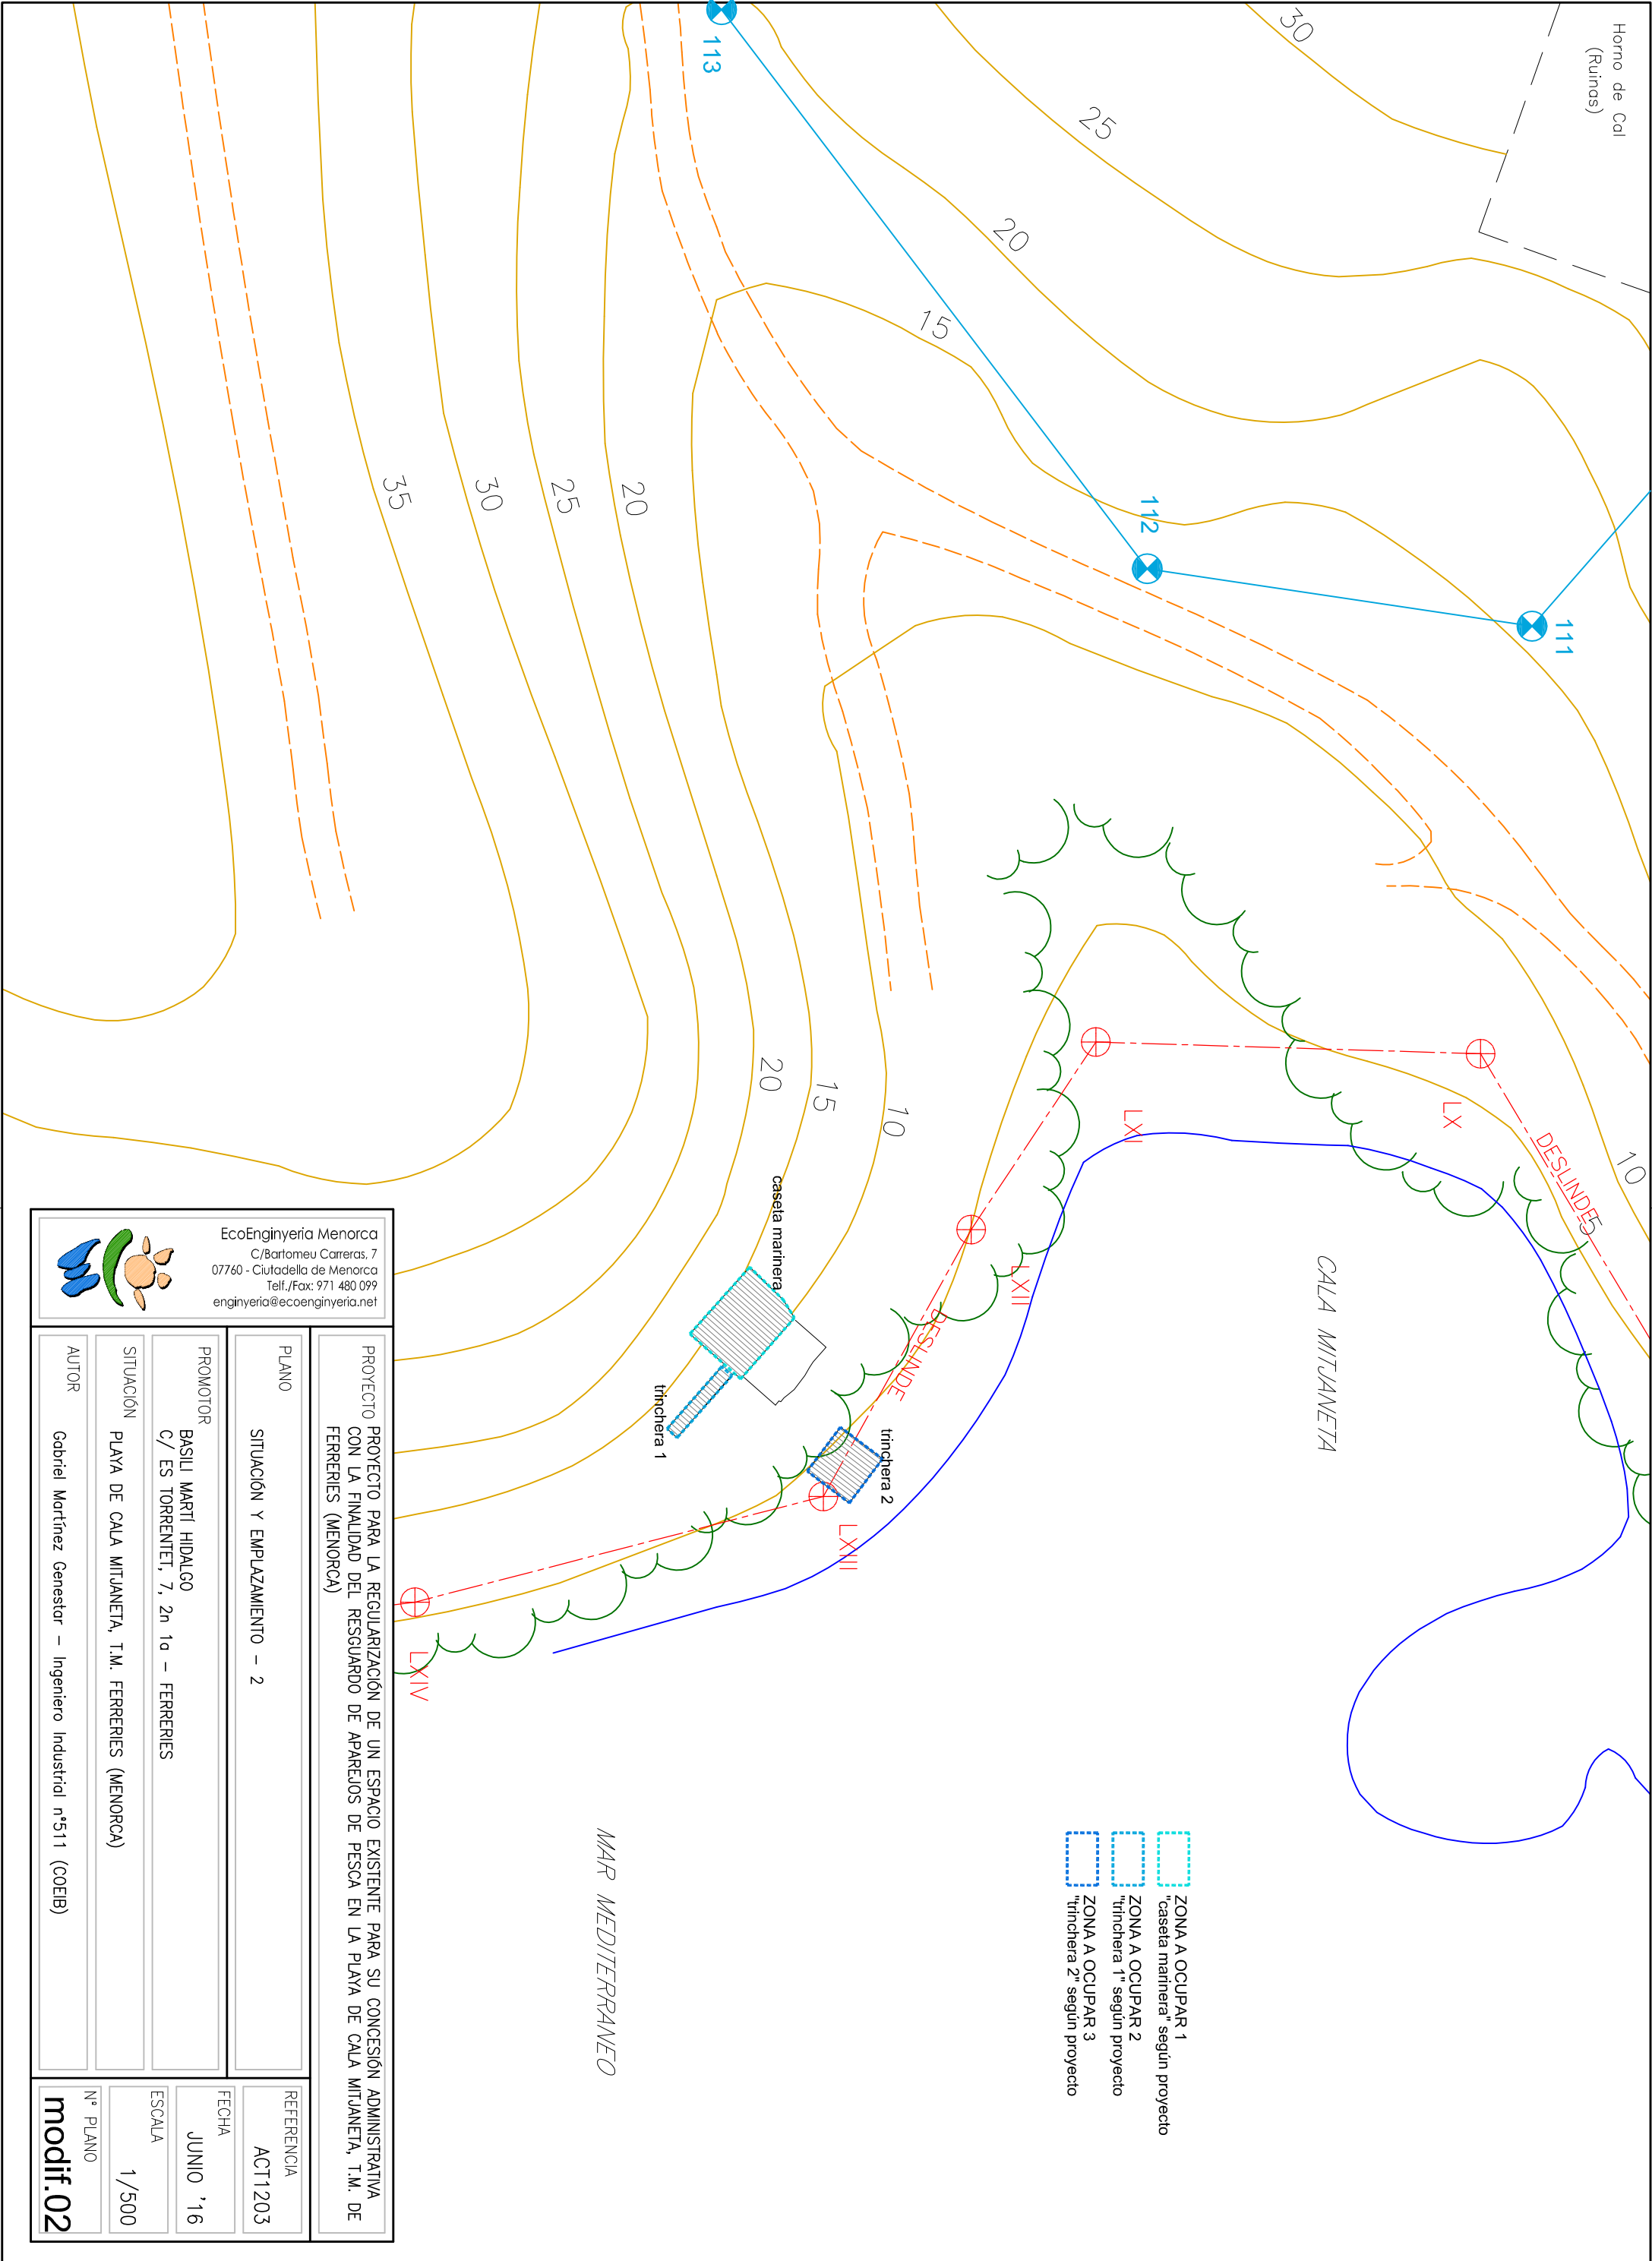 Horno de Cal
(Ruinas)
30
25
20
15
113
112
111
35
30
25
20
20
15
10
10
5
LX
LXI
LXII
LXIII
LXIV
DESLINDE
DESLINDE
CALA MITJANETA
MAR MEDITERRANEO
caseta marinera
trinchera 1
trinchera 2
ZONA A OCUPAR 1
"caseta marinera" según proyecto
ZONA A OCUPAR 2
"trinchera 1" según proyecto
ZONA A OCUPAR 3
"trinchera 2" según proyecto
EcoEnginyeria Menorca
C/Bartomeu Carreras, 7
07760 - Ciutadella de Menorca
Telf./Fax: 971 480 099
enginyeria@ecoenginyeria.net
PROYECTO PROYECTO PARA LA REGULARIZACIÓN DE UN ESPACIO EXISTENTE PARA SU CONCESIÓN ADMINISTRATIVA
CON LA FINALIDAD DEL RESGUARDO DE APAREJOS DE PESCA EN LA PLAYA DE CALA MITJANETA, T.M. DE
FERRERIES (MENORCA)
PLANO
SITUACIÓN Y EMPLAZAMIENTO - 2
PROMOTOR
BASILI MARTÍ HIDALGO
C/ ES TORRENTET, 7, 2n 1a - FERRERIES
SITUACIÓN
PLAYA DE CALA MITJANETA, T.M. FERRERIES (MENORCA)
AUTOR
Gabriel Martínez Genestar - Ingeniero Industrial nº511 (COEIB)
REFERENCIA
ACT1203
FECHA
JUNIO '16
ESCALA
1/500
Nº PLANO
modif.02